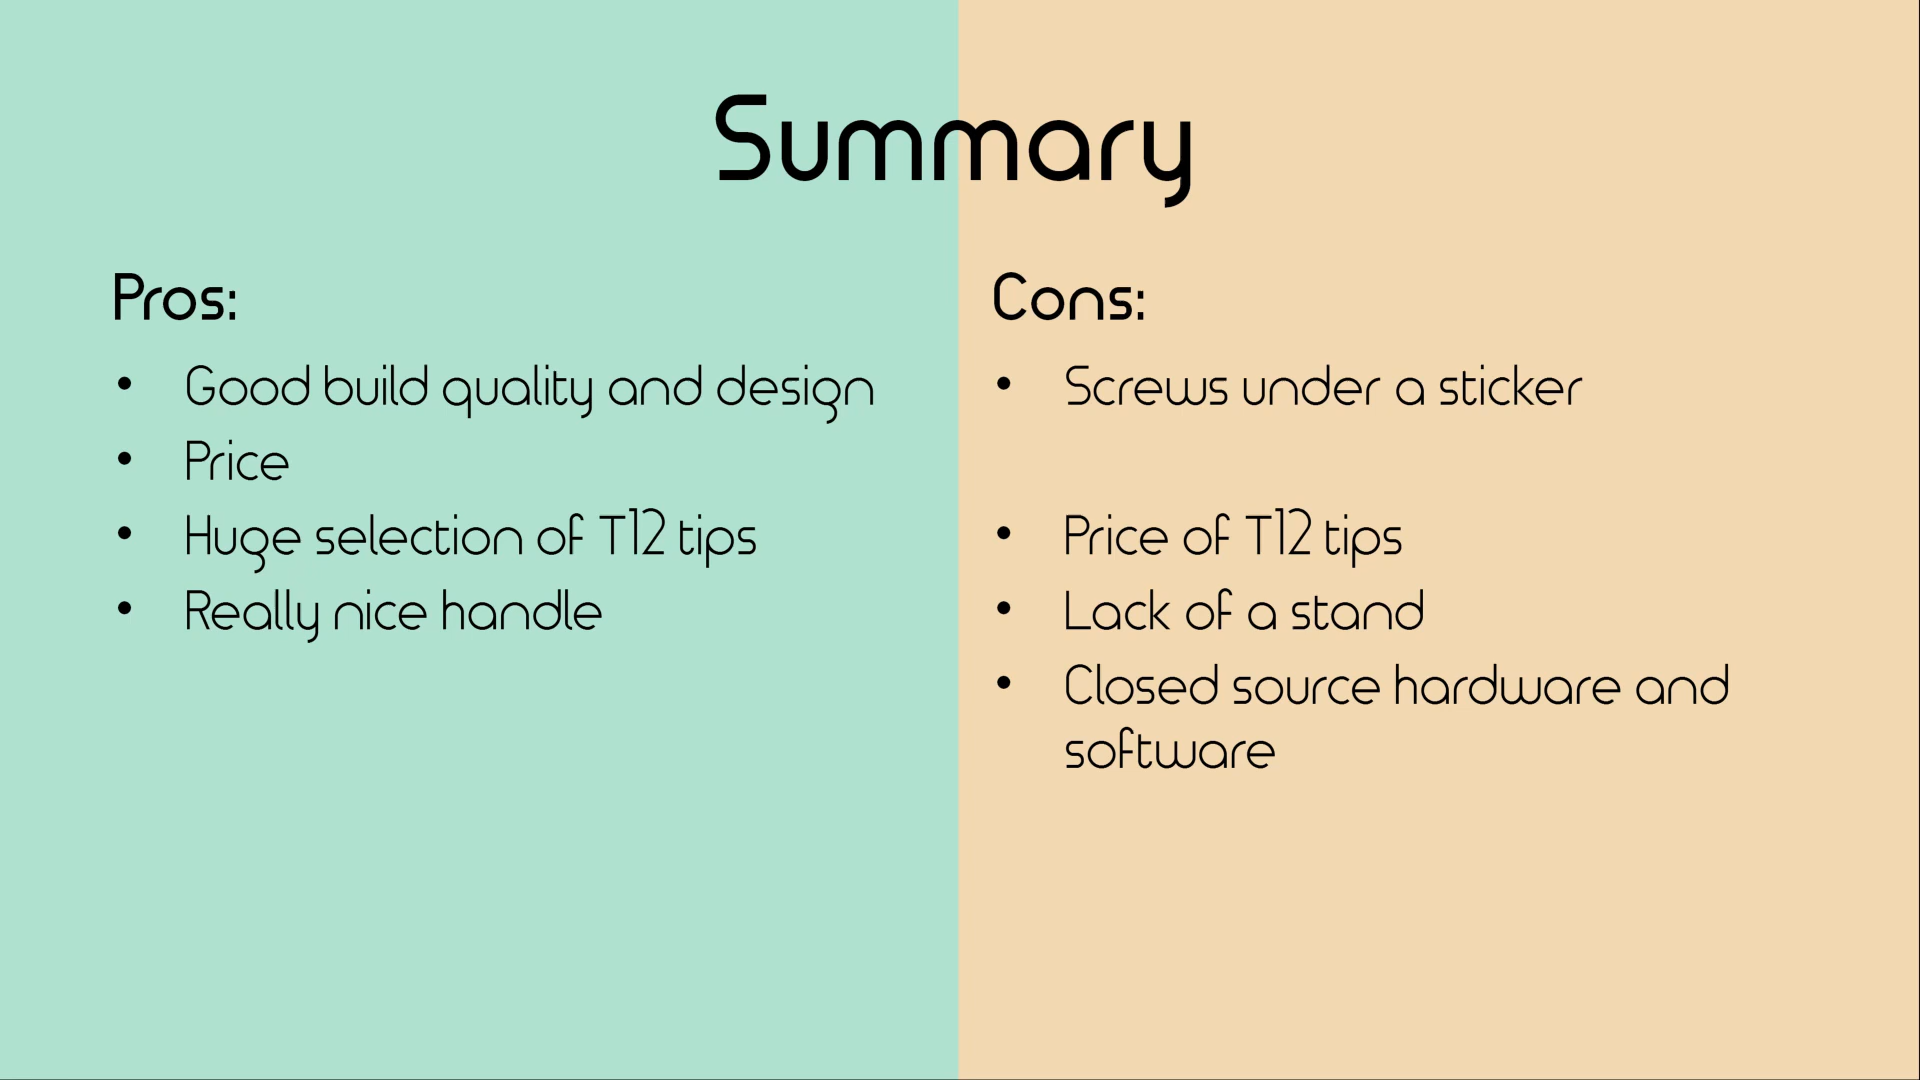 Summary
Pros:
• Good build quality and design
• Price
• Huge selection of T12 tips
• Really nice handle
Cons:
• Screws under a sticker
• Price of T12 tips
• Lack of a stand
• Closed source hardware and
software